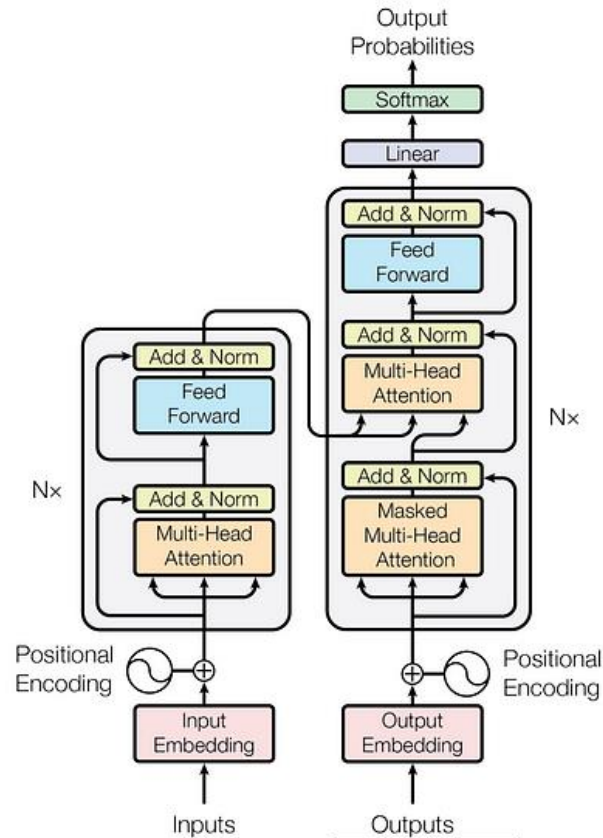 Output
Probabilities
Softmax
Linear
Add & Norm
Feed
Forward
Add & Norm
Multi-Head
Attention
Add & Norm
Masked
Multi-Head
Attention
N×
Add & Norm
Feed
Forward
N×
Add & Norm
Multi-Head
Attention
Positional
Encoding
Positional
Encoding
Input
Embedding
Output
Embedding
Inputs
Outputs